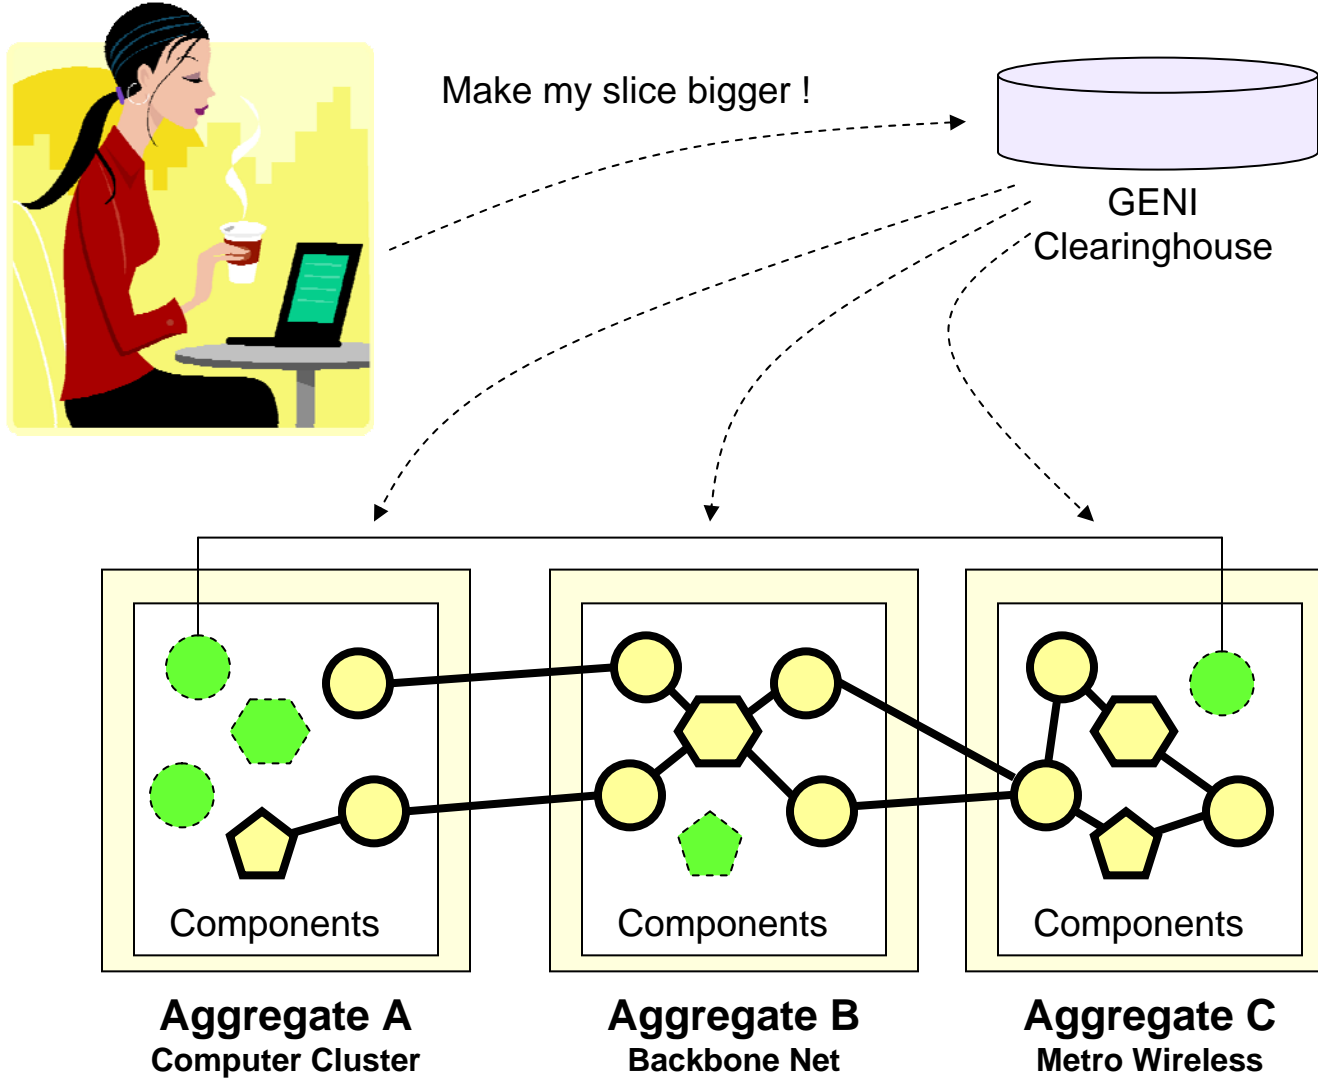 Make my slice bigger !
GENI
Clearinghouse
Components
Components
Components
Aggregate A
Computer Cluster
Aggregate B
Backbone Net
Aggregate C
Metro Wireless